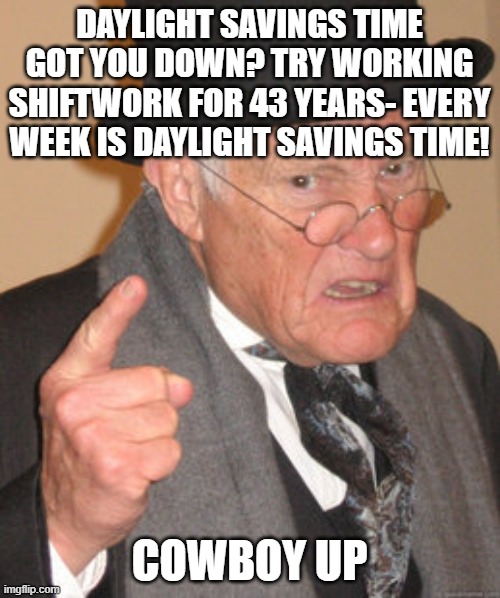 DAYLIGHT SAVINGS TIME
GOT YOU DOWN? TRY WORKING
SHIFTWORK FOR 43 YEARS- EVERY
WEEK IS DAYLIGHT SAVINGS TIME!
COWBOY UP
imgflip.com